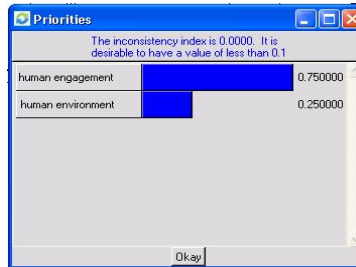 Priorities
The inconsistency index is 0.0000. It is
desirable to have a value of less than 0.1
human engagement 0.750000
human environment 0.250000
Okay